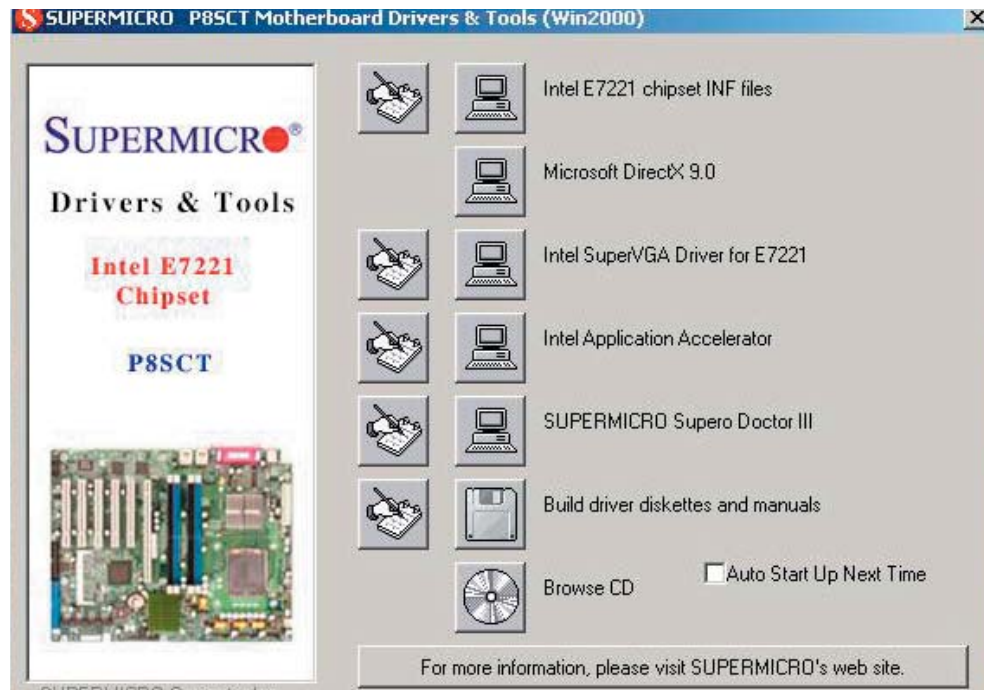 SUPERMICRO P8SCT Motherboard Drivers & Tools (Win2000)
SUPERMICRO®
Drivers & Tools
Intel E7221
Chipset
P8SCT
Intel E7221 chipset INF files
Microsoft DirectX 9.0
Intel SuperVGA Driver for E7221
Intel Application Accelerator
SUPERMICRO Supero Doctor III
Build driver diskettes and manuals
Browse CD
Auto Start Up Next Time
For more information, please visit SUPERMICRO's web site.